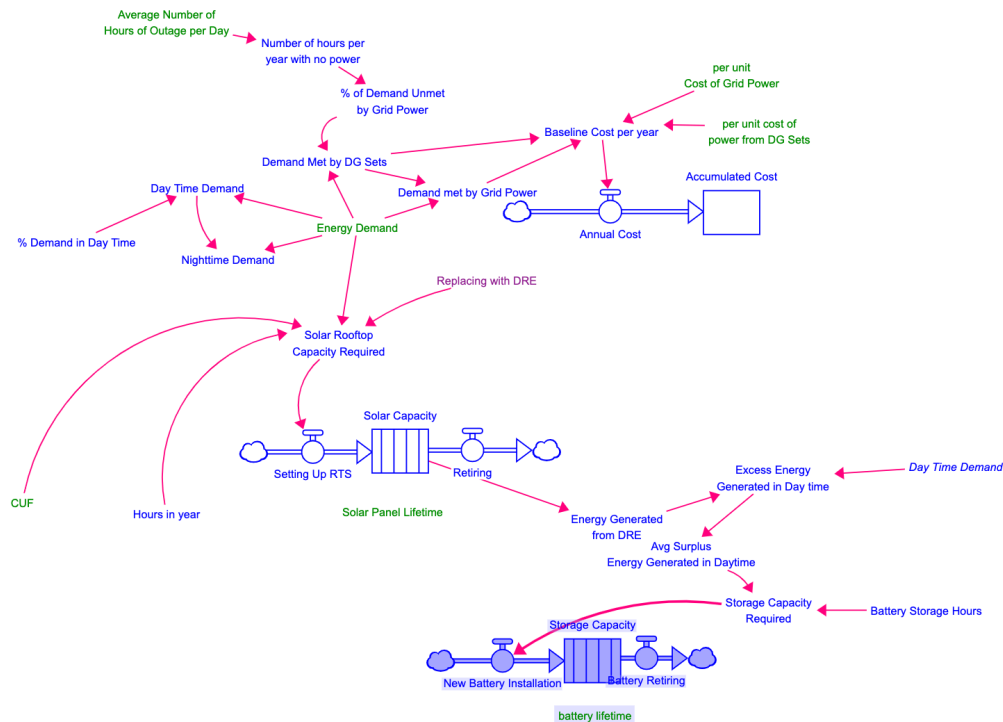 Average Number of
Hours of Outage per Day
Number of hours per
year with no power
% of Demand Unmet
by Grid Power
per unit
Cost of Grid Power
Baseline Cost per year
per unit cost of
power from DG Sets
Demand Met by DG Sets
Day Time Demand
Demand met by Grid Power
Accumulated Cost
Energy Demand
Annual Cost
% Demand in Day Time
Nighttime Demand
Replacing with DRE
Solar Rooftop
Capacity Required
Solar Capacity
Setting Up RTS
Retiring
Excess Energy
Generated in Day time
Day Time Demand
CUF
Hours in year
Solar Panel Lifetime
Energy Generated
from DRE
Avg Surplus
Energy Generated in Daytime
Storage Capacity
Required
Battery Storage Hours
Storage Capacity
New Battery Installation
Battery Retiring
battery lifetime